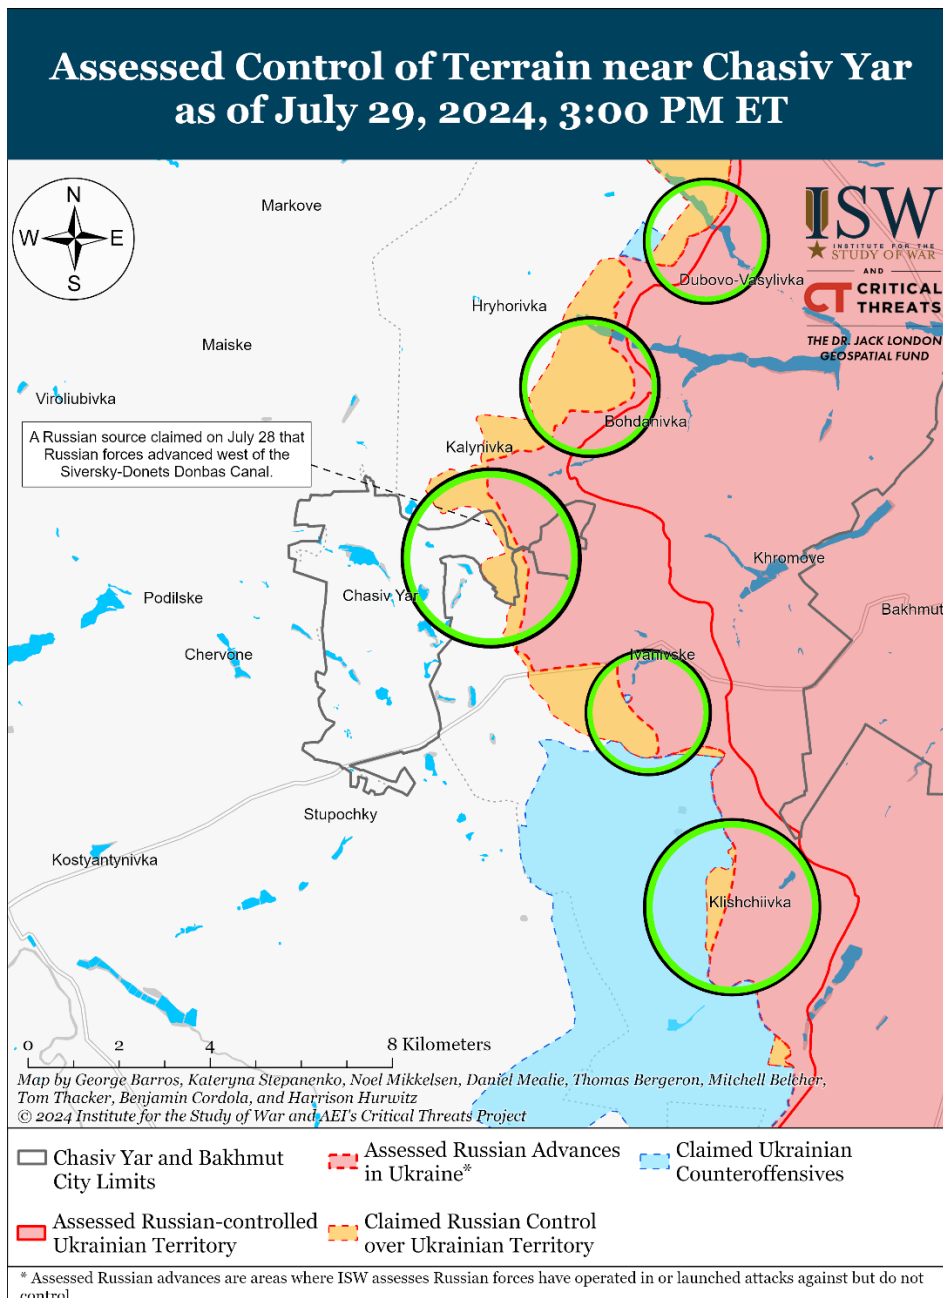 Assessed Control of Terrain near Chasiv Yar
as of July 29, 2024, 3:00 PM ET
N
W
E
S
Markove
ISW
INSTITUTE FOR THE
STUDY OF WAR
AND
CT CRITICAL
THREATS
THE DR. JACK LONDON
GEOSPATIAL FUND
Dubovo-Vasylivka
Hryhorivka
Maiske
Viroliubivka
Bohdanivka
A Russian source claimed on July 28 that
Russian forces advanced west of the
Siversky-Donets Donbas Canal.
Kalynivka
Khromove
Podilske
Chasiv Yar
Bakhmut
Chervone
Ivanivske
Stupochky
Kostyantynivka
Klishchiivka
0 2 4 8 Kilometers
Map by George Barros, Kateryna Stepanenko, Noel Mikkelsen, Daniel Mealie, Thomas Bergeron, Mitchell Belcher,
Tom Thacker, Benjamin Cordola, and Harrison Hurwitz
© 2024 Institute for the Study of War and AEI's Critical Threats Project
Chasiv Yar and Bakhmut
City Limits
Assessed Russian Advances
in Ukraine*
Claimed Ukrainian
Counteroffensives
Assessed Russian-controlled
Ukrainian Territory
Claimed Russian Control
over Ukrainian Territory
* Assessed Russian advances are areas where ISW assesses Russian forces have operated in or launched attacks against but do not
control